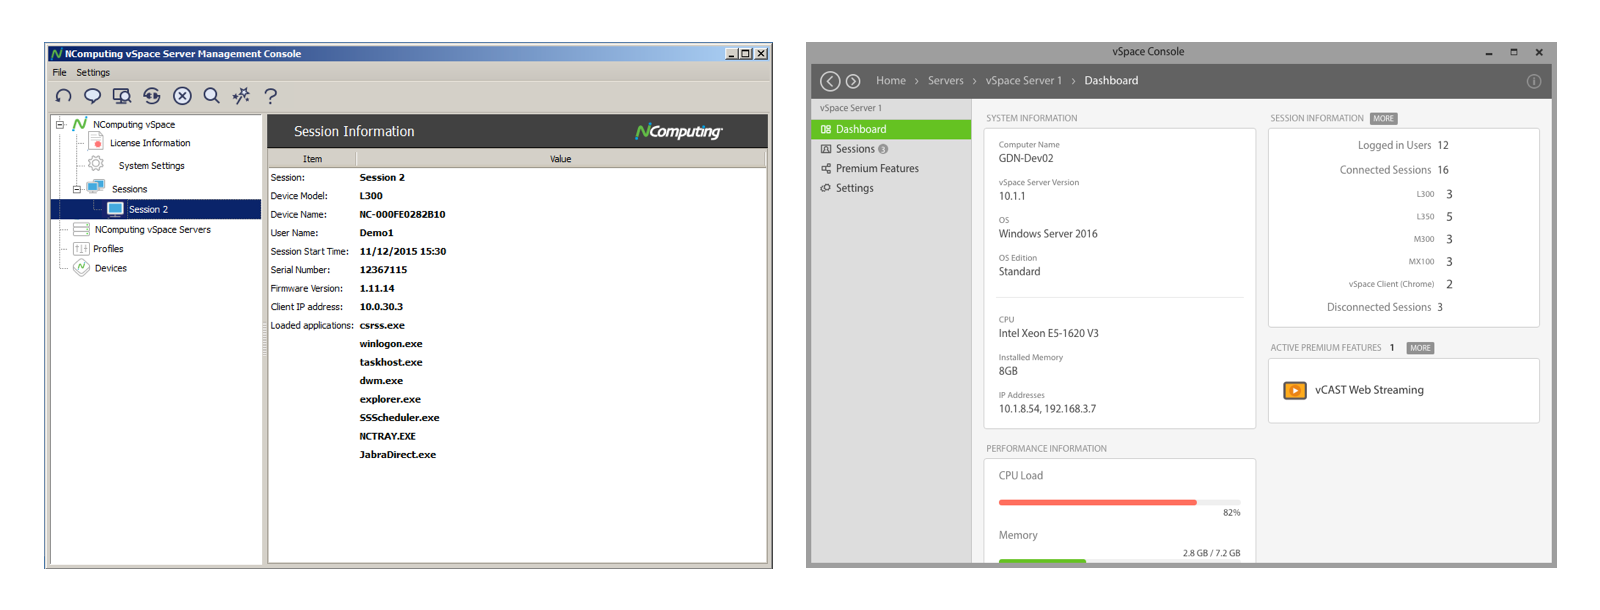 NComputing vSpace Server Management Console
File Settings
NComputing vSpace
License Information
System Settings
Sessions
Session 2
NComputing vSpace Servers
Profiles
Devices
Session Information
NComputing
Item Value
Session: Session 2
Device Model: L300
Device Name: NC-000FE0282B10
User Name: Demo1
Session Start Time: 11/12/2015 15:30
Serial Number: 12367115
Firmware Version: 1.11.14
Client IP address: 10.0.30.3
Loaded applications: csrss.exe
winlogon.exe
taskhost.exe
dwm.exe
explorer.exe
SSScheduler.exe
NCTRAY.EXE
JabraDirect.exe
vSpace Console
Home > Servers > vSpace Server 1 > Dashboard
vSpace Server 1
Dashboard
Sessions 3
Premium Features
Settings
SYSTEM INFORMATION
Computer Name
GDN-Dev02
vSpace Server Version
10.1.1
OS
Windows Server 2016
OS Edition
Standard
CPU
Intel Xeon E5-1620 V3
Installed Memory
8GB
IP Addresses
10.1.8.54, 192.168.3.7
PERFORMANCE INFORMATION
CPU Load
82%
Memory
2.8 GB / 7.2 GB
SESSION INFORMATION MORE
Logged in Users 12
Connected Sessions 16
L300 3
L350 5
M300 3
MX100 3
vSpace Client (Chrome) 2
Disconnected Sessions 3
ACTIVE PREMIUM FEATURES 1 MORE
vCAST Web Streaming